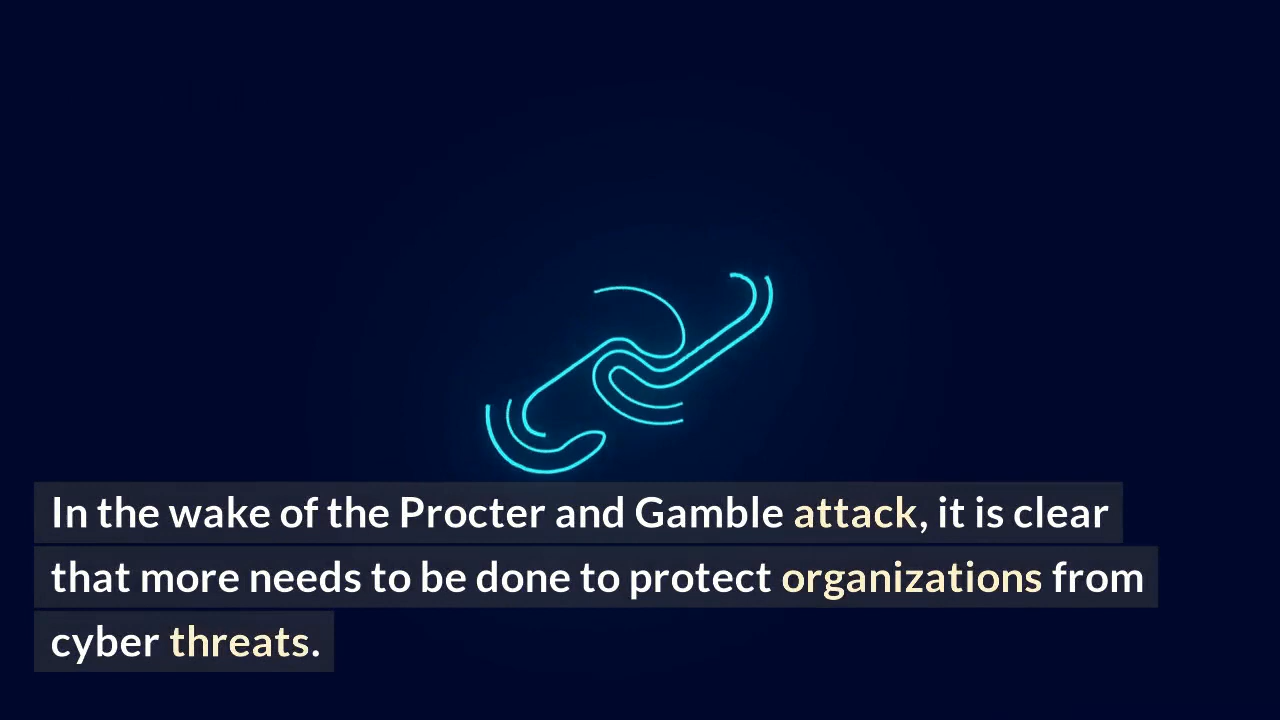 In the wake of the Procter and Gamble attack, it is clear
that more needs to be done to protect organizations from
cyber threats.